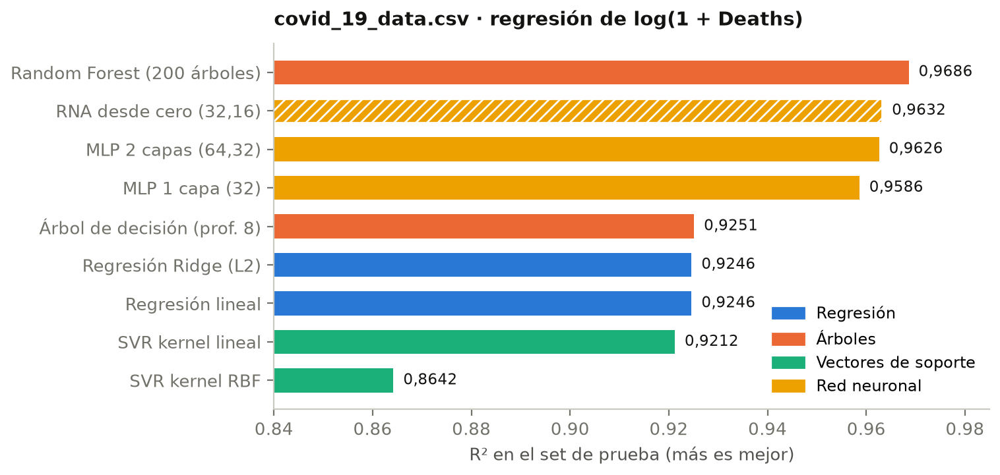 covid_19_data.csv · regresión de log(1 + Deaths)
Random Forest (200 árboles) 0,9686
RNA desde cero (32,16) 0,9632
MLP 2 capas (64,32) 0,9626
MLP 1 capa (32) 0,9586
Árbol de decisión (prof. 8) 0,9251
Regresión Ridge (L2) 0,9246
Regresión lineal 0,9246
SVR kernel lineal 0,9212
SVR kernel RBF 0,8642
Regresión
Árboles
Vectores de soporte
Red neuronal
0.84 0.86 0.88 0.90 0.92 0.94 0.96 0.98
R² en el set de prueba (más es mejor)